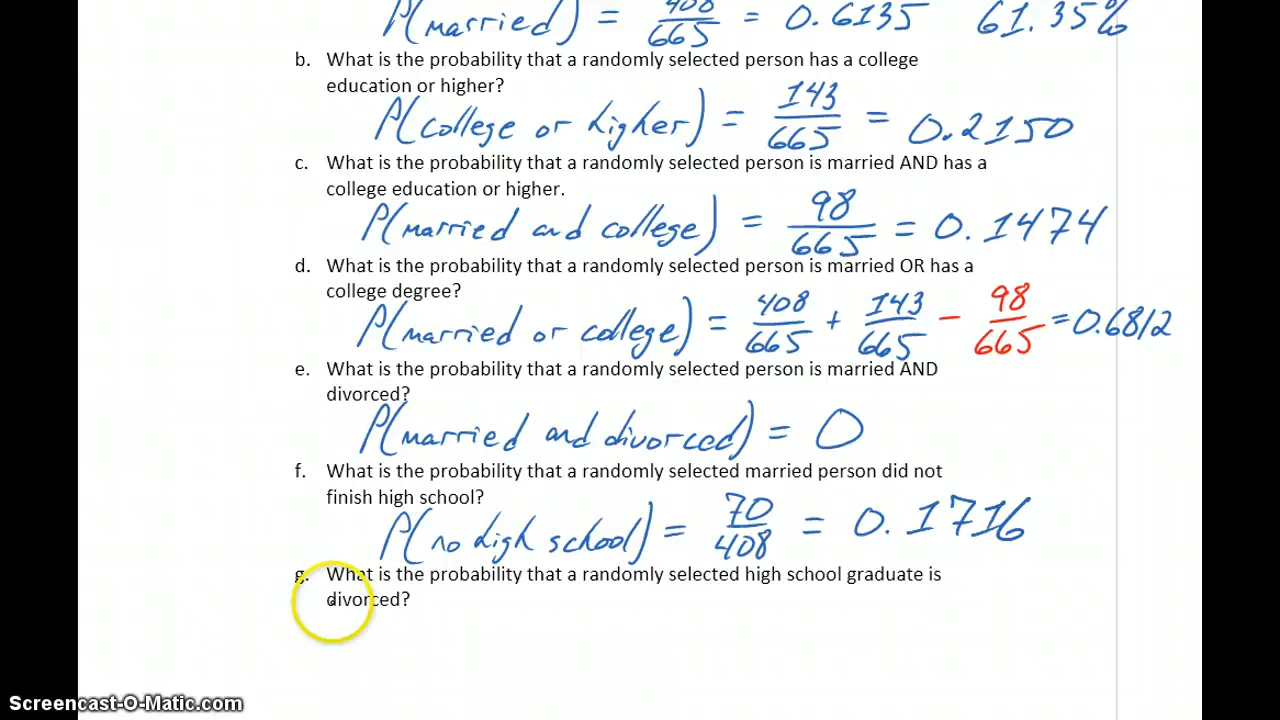 P(married) = 408/665 = 0.6135 61.35%
b. What is the probability that a randomly selected person has a college
education or higher?
P(college or higher) = 143/665 = 0.2150
c. What is the probability that a randomly selected person is married AND has a
college education or higher.
P(married and college) = 98/665 = 0.1474
d. What is the probability that a randomly selected person is married OR has a
college degree?
P(married or college) = 408/665 + 143/665 - 98/665 = 0.6812
e. What is the probability that a randomly selected person is married AND
divorced?
P(married and divorced) = 0
f. What is the probability that a randomly selected married person did not
finish high school?
P(no high school) = 70/408 = 0.1716
g. What is the probability that a randomly selected high school graduate is
divorced?
Screencast-O-Matic.com